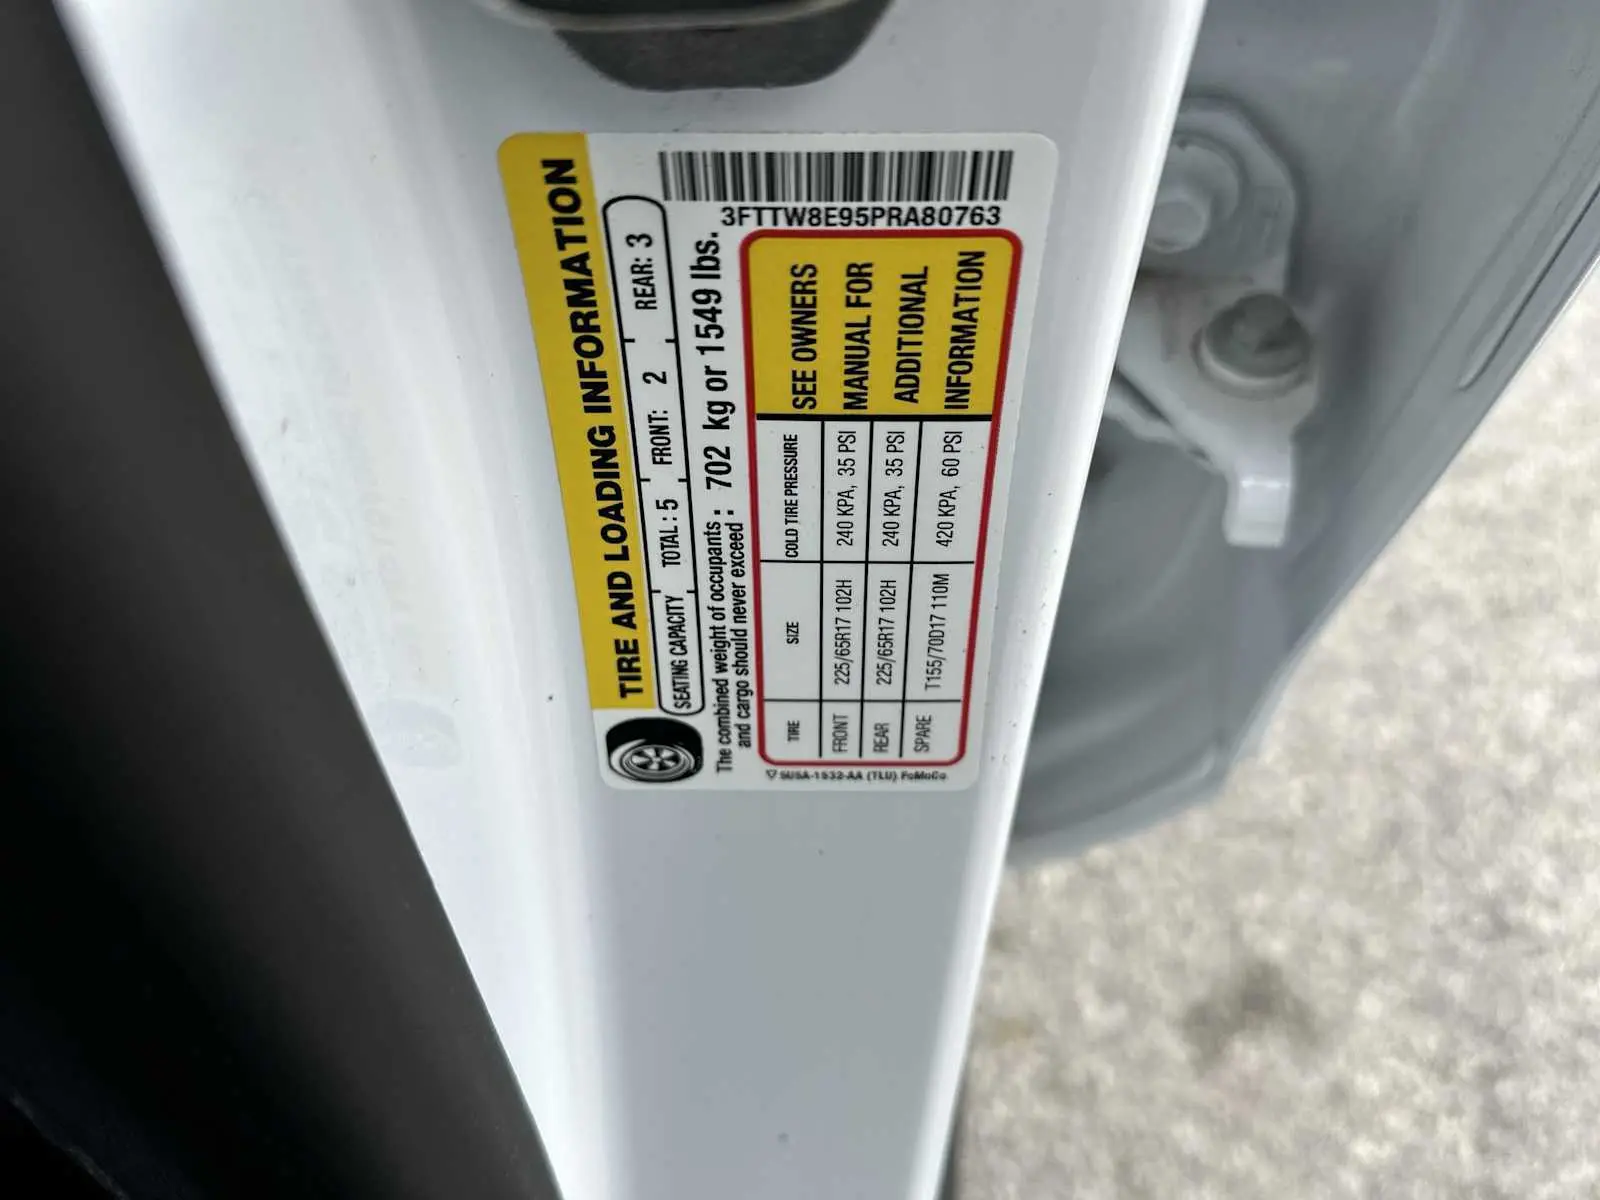 3FTTW8E95PRA80763
TIRE AND LOADING INFORMATION
SEATING CAPACITY TOTAL : 5 FRONT: 2 REAR: 3
The combined weight of occupants
and cargo should never exceed : 702 kg or 1549 lbs.
TIRE SIZE COLD TIRE PRESSURE
FRONT 225/65R17 102H 240 KPA, 35 PSI
REAR 225/65R17 102H 240 KPA, 35 PSI
SPARE T155/70D17 110M 420 KPA, 60 PSI
SEE OWNERS
MANUAL FOR
ADDITIONAL
INFORMATION
5U5A-1532-AA (TLU) FoMoCo